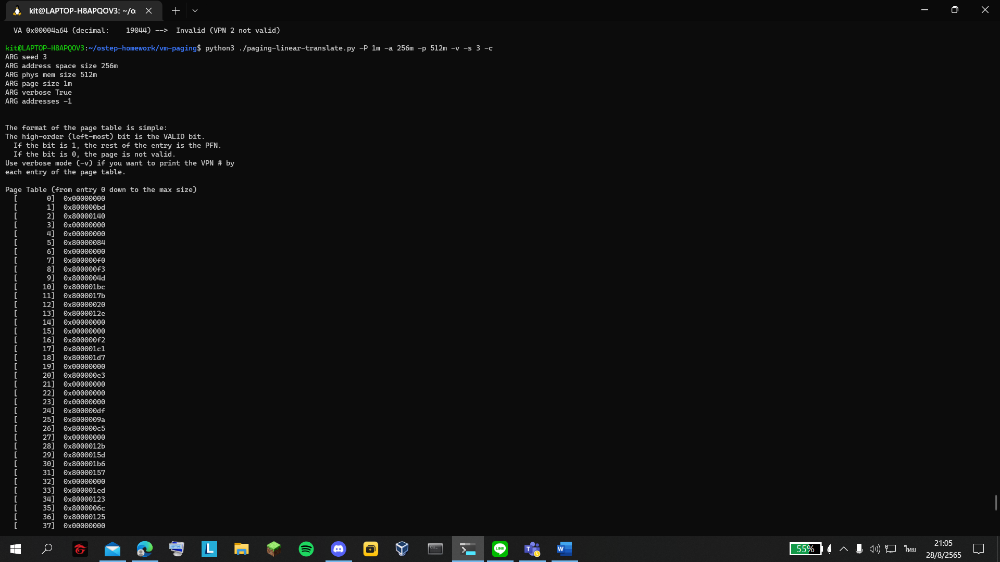 kit@LAPTOP-H8APQOV3: ~/o
VA 0x00004a64 (decimal:    19044) -->  Invalid (VPN 2 not valid)
kit@LAPTOP-H8APQOV3:~/ostep-homework/vm-paging$ python3 ./paging-linear-translate.py -P 1m -a 256m -p 512m -v -s 3 -c
ARG seed 3
ARG address space size 256m
ARG phys mem size 512m
ARG page size 1m
ARG verbose True
ARG addresses -1
The format of the page table is simple:
The high-order (left-most) bit is the VALID bit.
If the bit is 1, the rest of the entry is the PFN.
If the bit is 0, the page is not valid.
Use verbose mode (-v) if you want to print the VPN # by
each entry of the page table.
Page Table (from entry 0 down to the max size)
[       0]  0x00000000
[       1]  0x800000bd
[       2]  0x80000140
[       3]  0x00000000
[       4]  0x00000000
[       5]  0x80000084
[       6]  0x00000000
[       7]  0x800000f0
[       8]  0x800000f3
[       9]  0x8000004d
[      10]  0x800001bc
[      11]  0x8000017b
[      12]  0x80000020
[      13]  0x8000012e
[      14]  0x00000000
[      15]  0x00000000
[      16]  0x800000f2
[      17]  0x800001c1
[      18]  0x800001d7
[      19]  0x00000000
[      20]  0x800000e3
[      21]  0x00000000
[      22]  0x00000000
[      23]  0x00000000
[      24]  0x800000df
[      25]  0x8000009a
[      26]  0x800000c5
[      27]  0x00000000
[      28]  0x8000012b
[      29]  0x8000015d
[      30]  0x800001b6
[      31]  0x80000157
[      32]  0x00000000
[      33]  0x800001ed
[      34]  0x80000123
[      35]  0x8000006c
[      36]  0x80000125
[      37]  0x00000000
55%
ไทย
21:05
28/8/2565